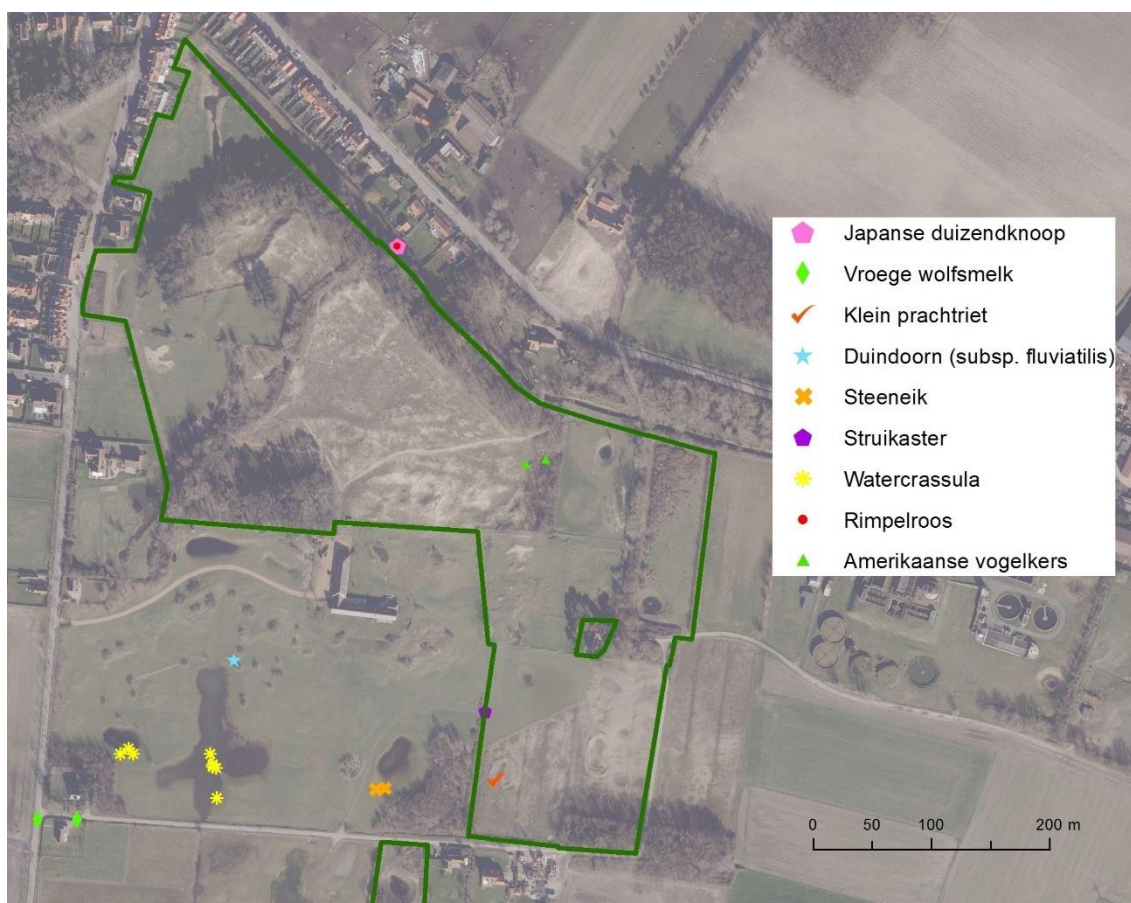 Japanse duizendknoop
Vroege wolfsmelk
Klein prachtriet
Duindoorn (subsp. fluviatilis)
Steeneik
Struikaster
Watercrassula
Rimpelroos
Amerikaanse vogelkers
0 50 100 200 m